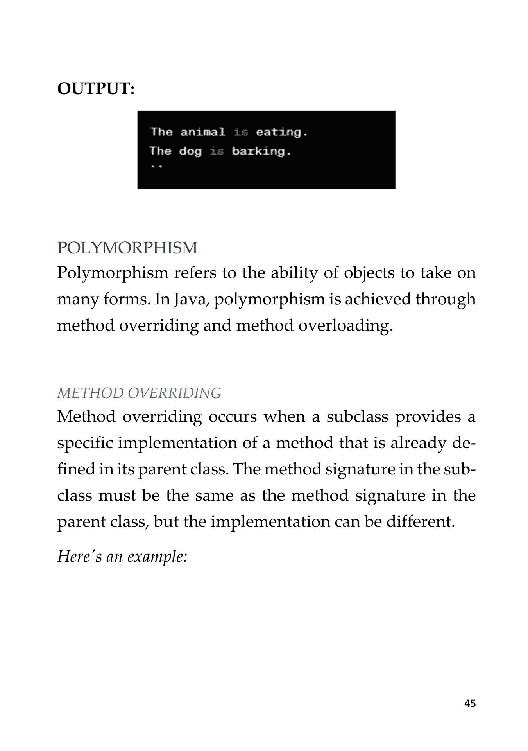 OUTPUT:
The animal is eating.
The dog is barking.
``
POLYMORPHISM
Polymorphism refers to the ability of objects to take on
many forms. In Java, polymorphism is achieved through
method overriding and method overloading.
METHOD OVERRIDING
Method overriding occurs when a subclass provides a
specific implementation of a method that is already de-
fined in its parent class. The method signature in the sub-
class must be the same as the method signature in the
parent class, but the implementation can be different.
Here's an example:
45